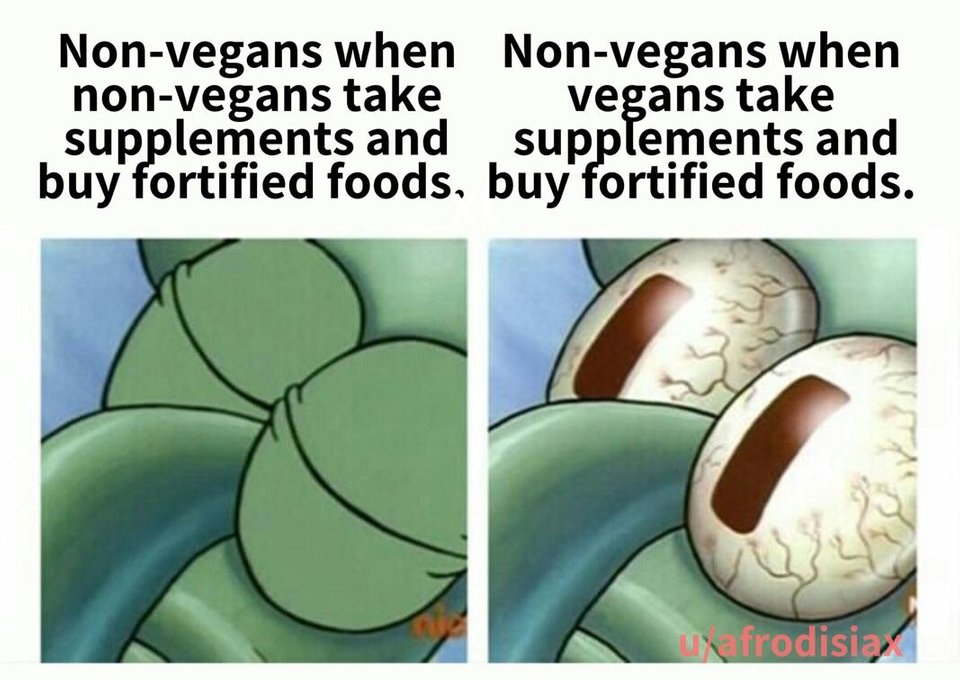 Non-vegans when
non-vegans take
supplements and
buy fortified foods.
Non-vegans when
vegans take
supplements and
buy fortified foods.
u/afrodisiax